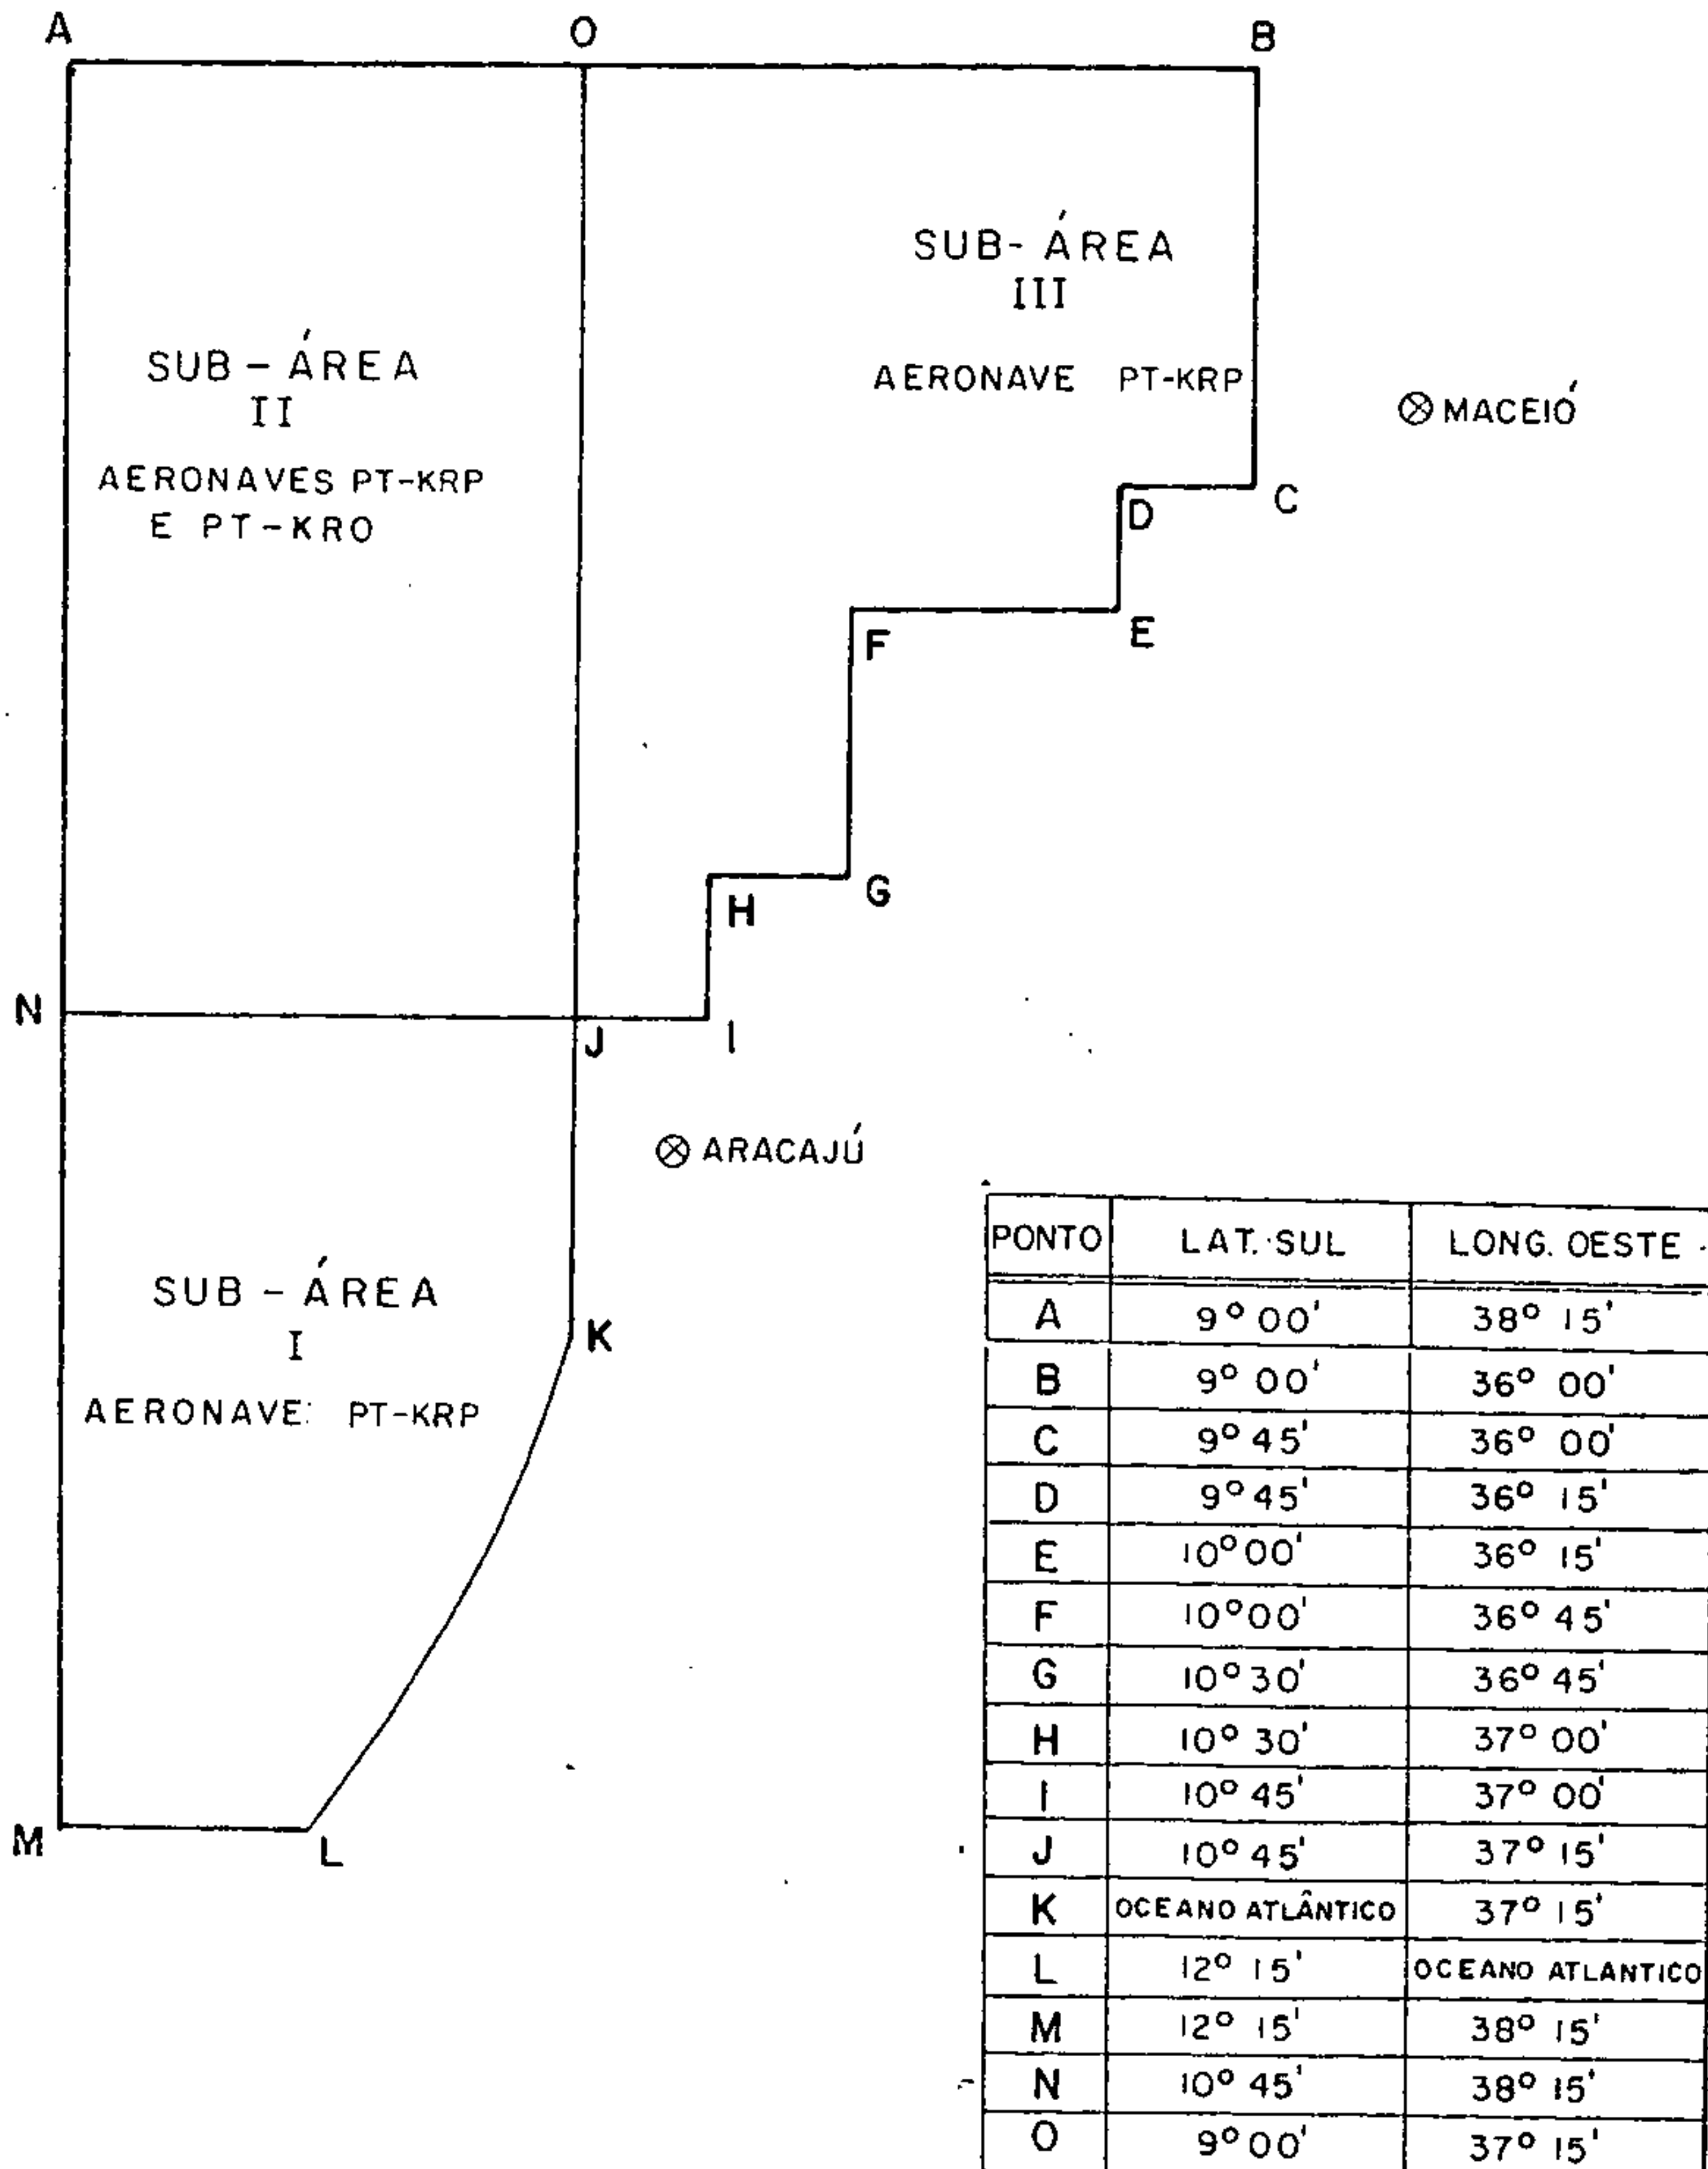 A O B
SUB-ÁREA
III
AERONAVE PT-KRP
SUB-ÁREA
II
AERONAVES PT-KRP
E PT-KRO
MACEIÓ
D C
F E
H G
N J I
ARACAJÚ
SUB-ÁREA
I
AERONAVE: PT-KRP
K
M L
PONTO LAT. SUL LONG. OESTE
A 9° 00' 38° 15'
B 9° 00' 36° 00'
C 9° 45' 36° 00'
D 9° 45' 36° 15'
E 10° 00' 36° 15'
F 10° 00' 36° 45'
G 10° 30' 36° 45'
H 10° 30' 37° 00'
I 10° 45' 37° 00'
J 10° 45' 37° 15'
K OCEANO ATLÂNTICO 37° 15'
L 12° 15' OCEANO ATLANTICO
M 12° 15' 38° 15'
N 10° 45' 38° 15'
O 9° 00' 37° 15'